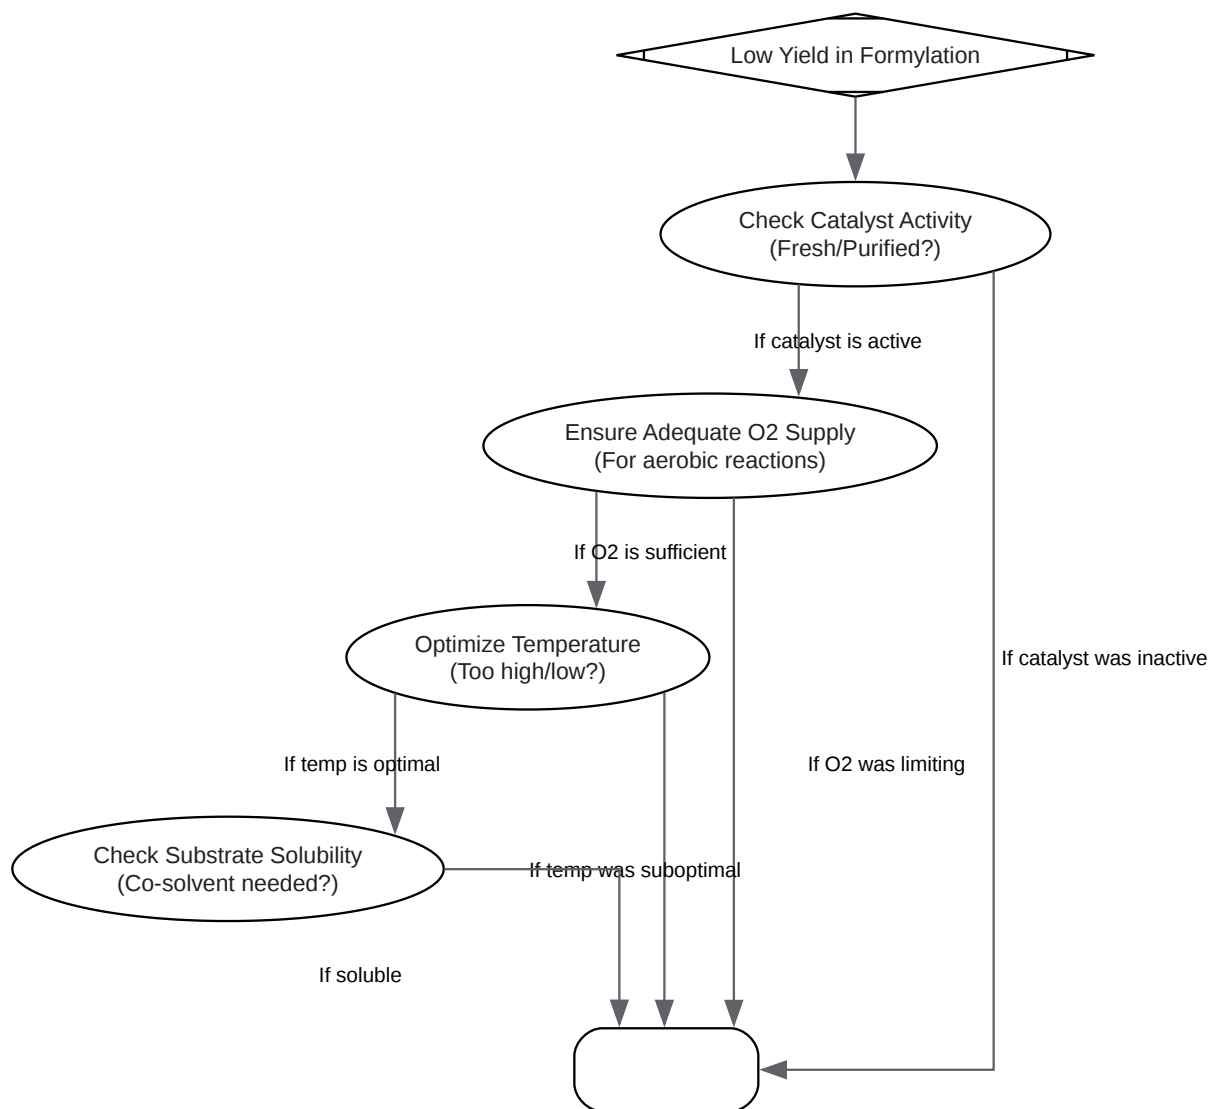 Low Yield in Formylation
Check Catalyst Activity
(Fresh/Purified?)
If catalyst is active
Ensure Adequate O2 Supply
(For aerobic reactions)
If O2 is sufficient
Optimize Temperature
(Too high/low?)
If catalyst was inactive
If temp is optimal
If O2 was limiting
Check Substrate Solubility
(Co-solvent needed?)
If temp was suboptimal
If soluble